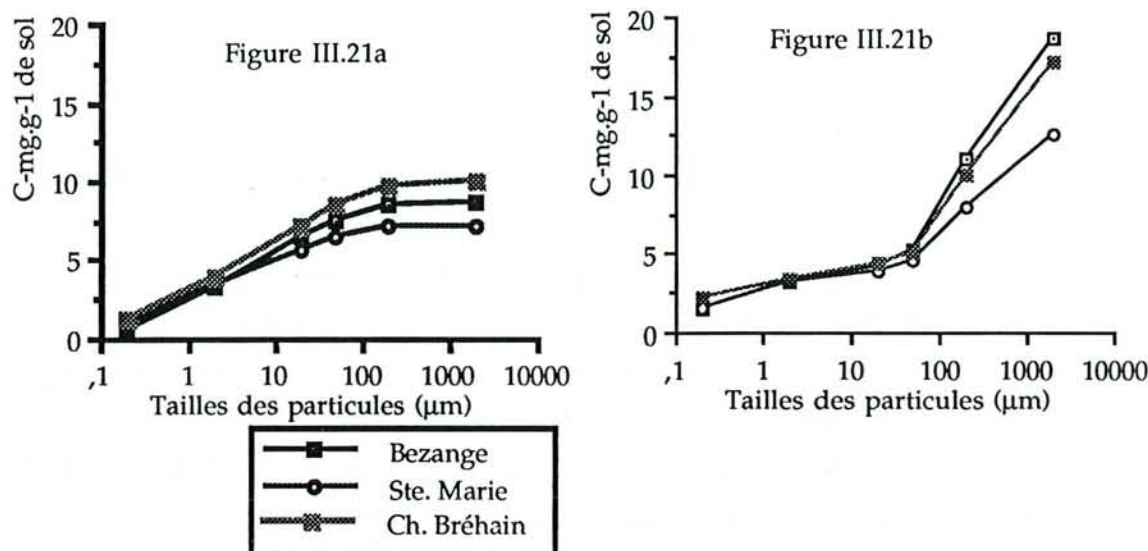 Figure III.21a
C-mg.g-1 de sol
20
15
10
5
0
,1
1
10
100
1000
10000
Tailles des particules (µm)
Figure III.21b
C-mg.g-1 de sol
20
15
10
5
0
,1
1
10
100
1000
10000
Tailles des particules (µm)
Bezange
Ste. Marie
Ch. Bréhain